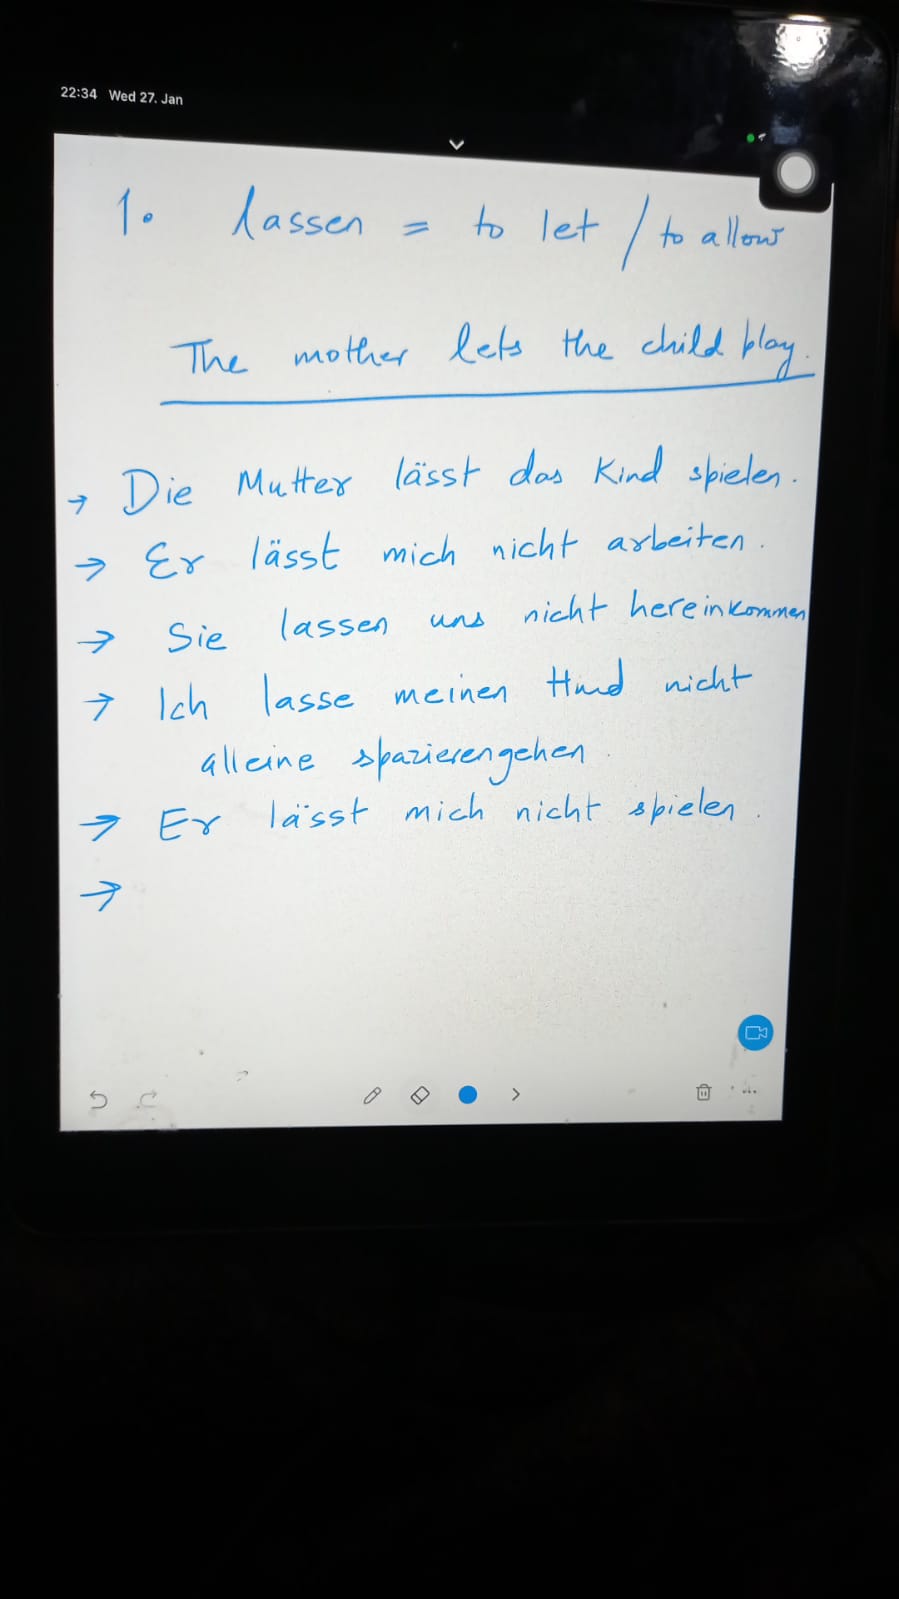 22:34 Wed 27. Jan
1. lassen = to let / to allow
The mother lets the child play.
→ Die Mutter lässt das Kind spielen.
→ Er lässt mich nicht arbeiten.
→ Sie lassen uns nicht hereinkommen
→ Ich lasse meinen Hund nicht
alleine spazierengehen.
→ Er lässt mich nicht spielen.
→